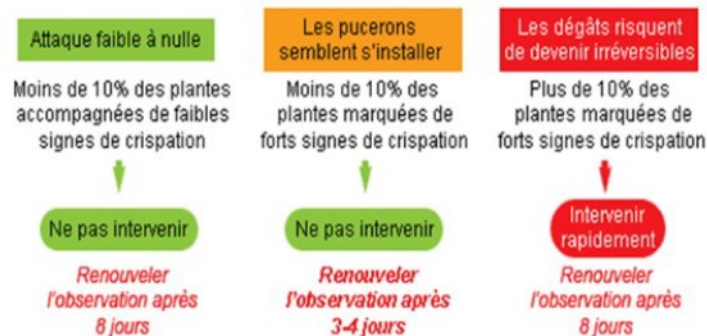 Attaque faible à nulle
Moins de 10% des plantes
accompagnées de faibles
signes de crispation
Ne pas intervenir
Renouveler
l'observation après
8 jours
Les pucerons
semblent s'installer
Moins de 10% des
plantes marquées de
forts signes de crispation
Ne pas intervenir
Renouveler
l'observation après
3-4 jours
Les dégâts risquent
de devenir irréversibles
Plus de 10% des
plantes marquées de
forts signes de crispation
Intervenir
rapidement
Renouveler
l'observation après
8 jours